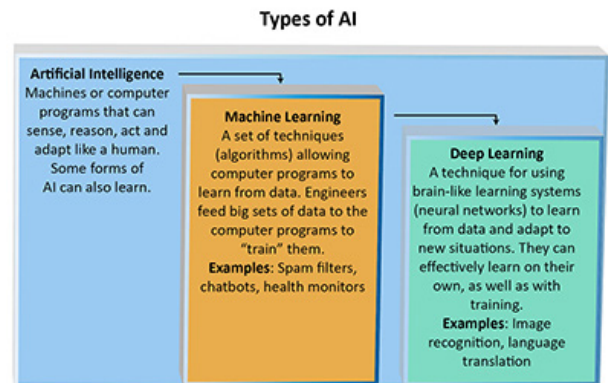 Types of AI
Artificial Intelligence
Machines or computer
programs that can
sense, reason, act and
adapt like a human.
Some forms of
AI can also learn.
Machine Learning
A set of techniques
(algorithms) allowing
computer programs to
learn from data. Engineers
feed big sets of data to the
computer programs to
“train” them.
Examples: Spam filters,
chatbots, health monitors
Deep Learning
A technique for using
brain-like learning systems
(neural networks) to learn
from data and adapt to
new situations. They can
effectively learn on their
own, as well as with
training.
Examples: Image
recognition, language
translation